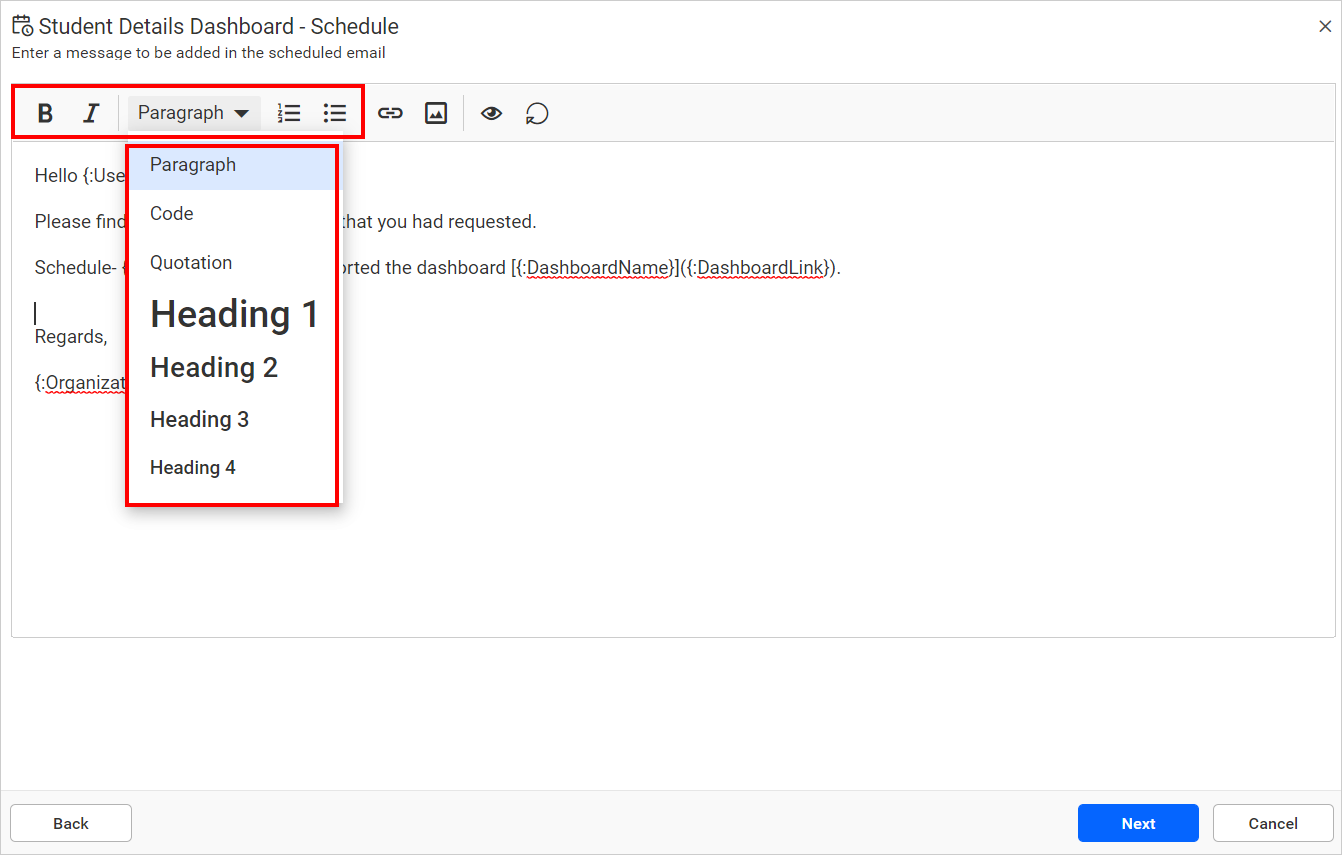 Student Details Dashboard - Schedule
Enter a message to be added in the scheduled email
B I Paragraph
Paragraph
Code
Quotation
Heading 1
Heading 2
Heading 3
Heading 4
Hello {:Use
Please find that you had requested.
Schedule- orted the dashboard [{:DashboardName}]({:DashboardLink}).
Regards,
{:Organizat
Back Next Cancel